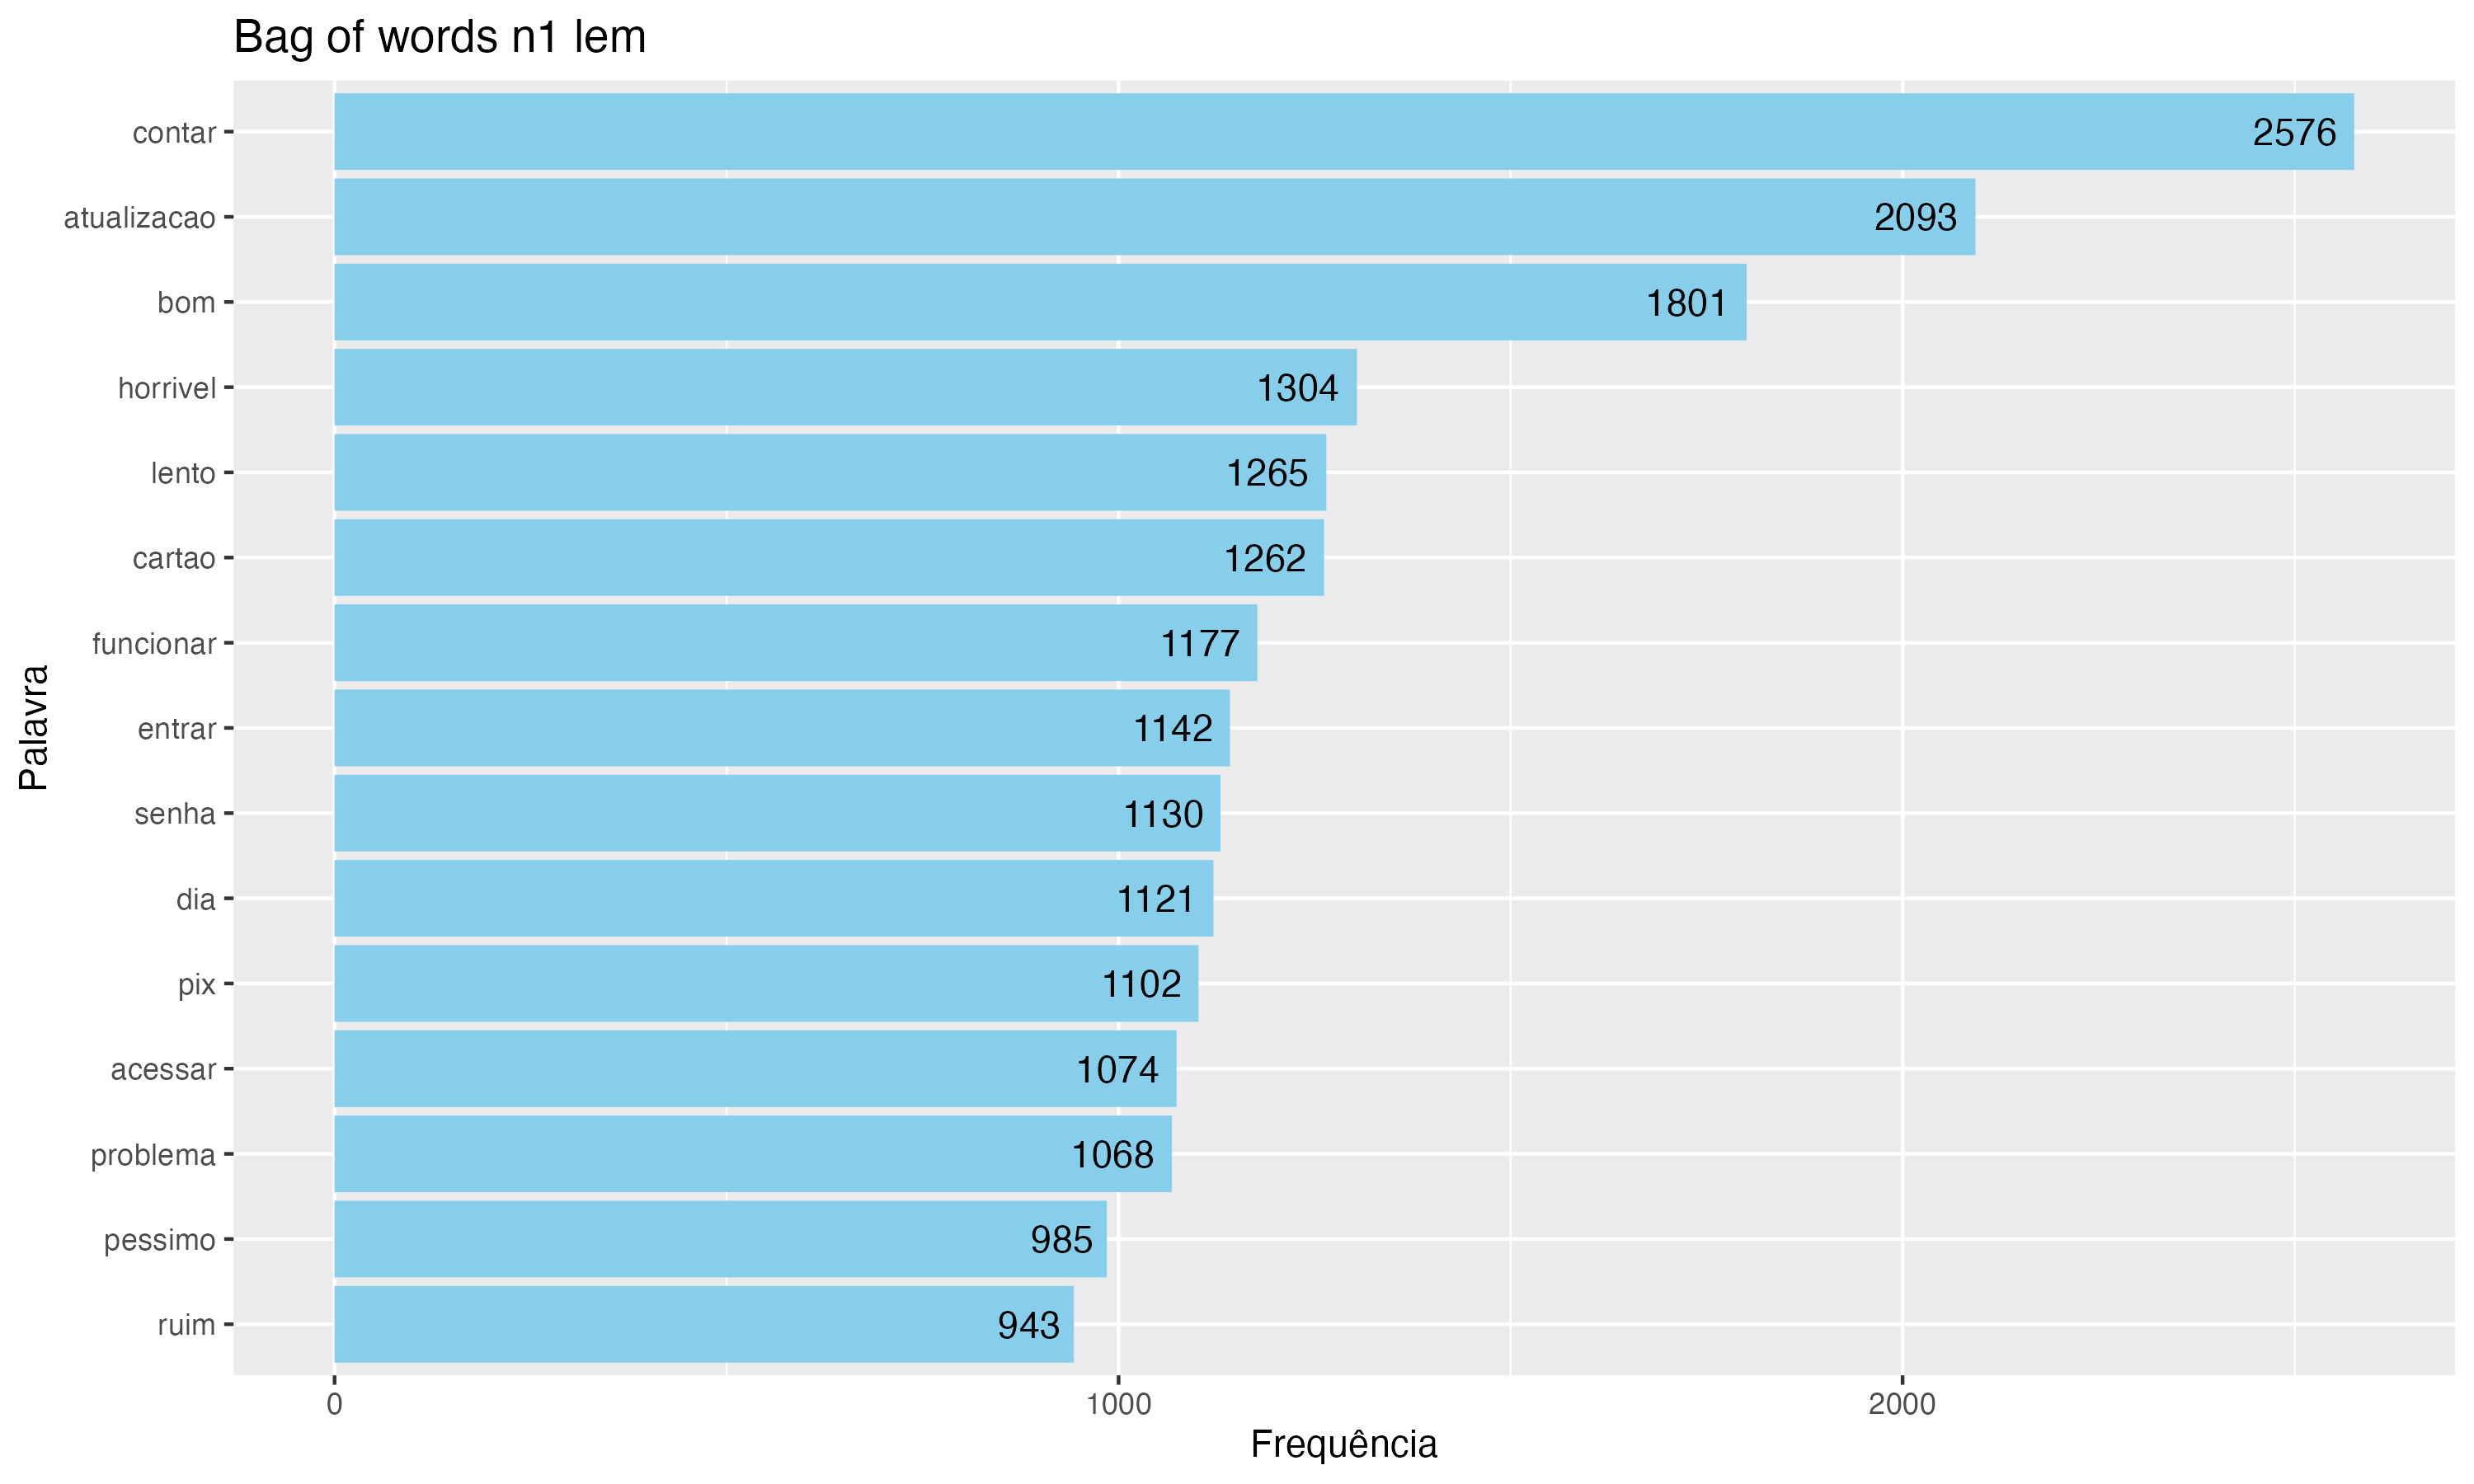 Bag of words n1 lem
contar 2576
atualizacao 2093
bom 1801
horrivel 1304
lento 1265
cartao 1262
funcionar 1177
entrar 1142
senha 1130
dia 1121
pix 1102
acessar 1074
problema 1068
pessimo 985
ruim 943
Palavra
0 1000 2000
Frequência